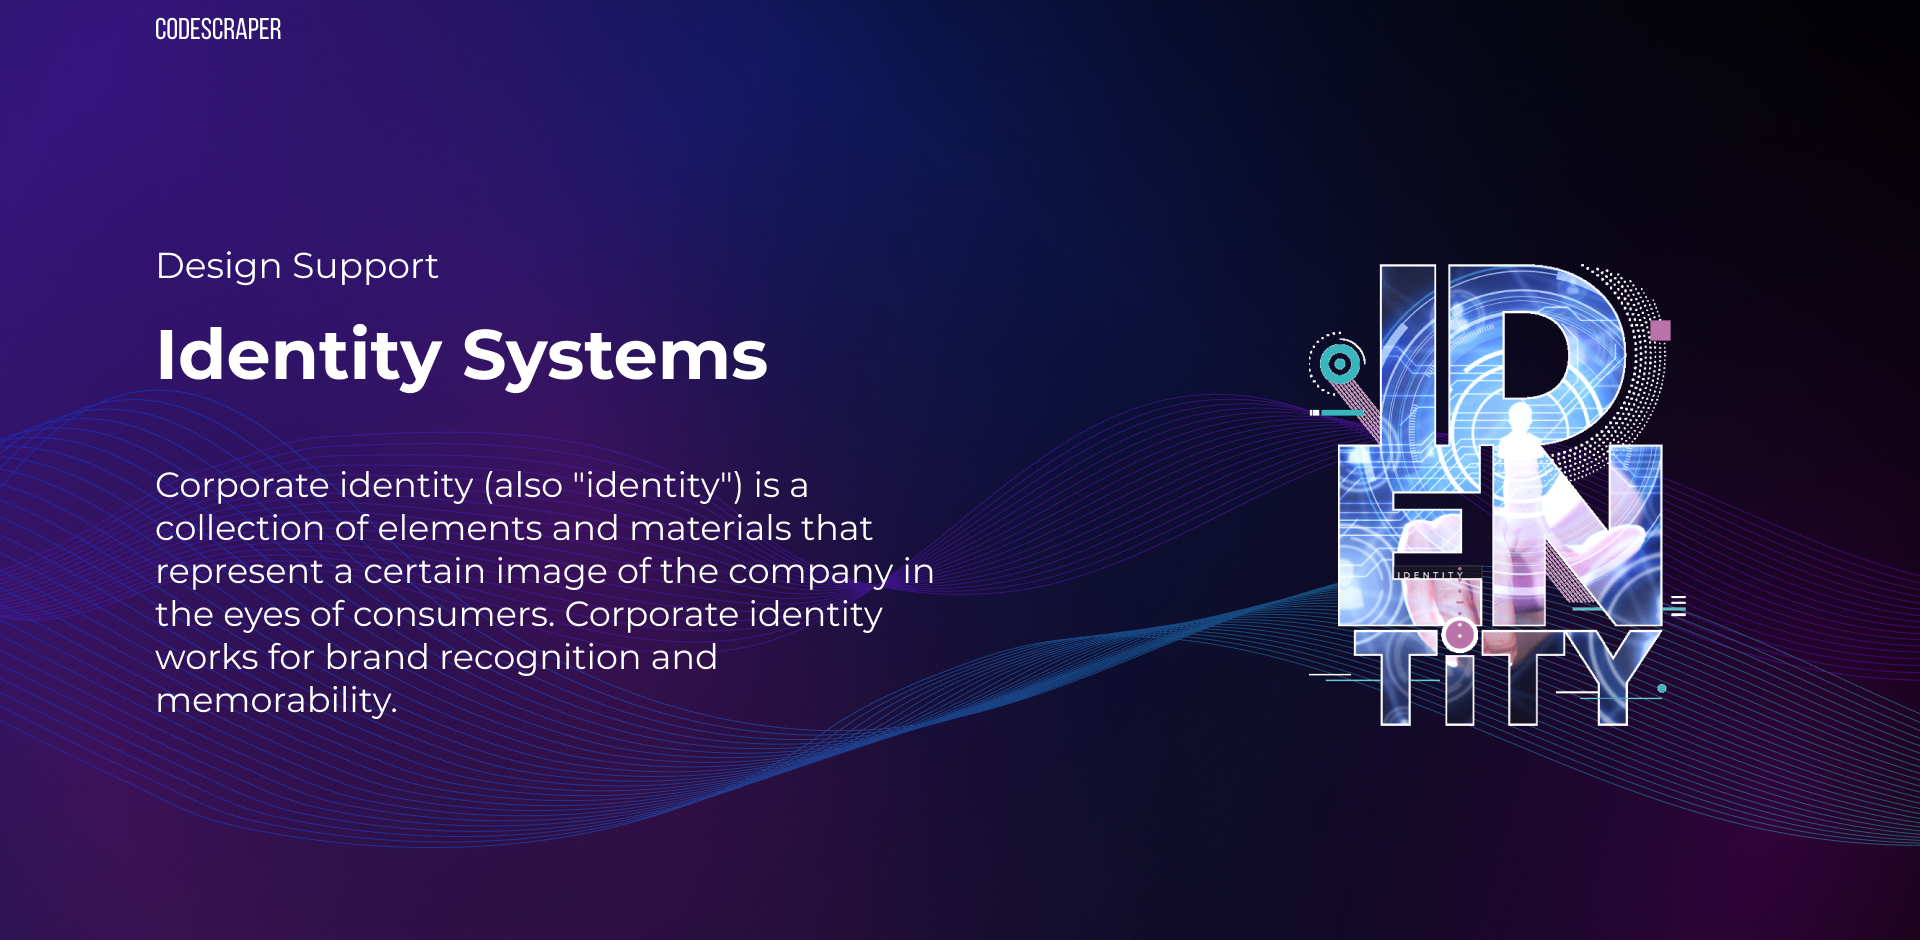 CODESCRAPER
Design Support
Identity Systems
Corporate identity (also "identity") is a
collection of elements and materials that
represent a certain image of the company in
the eyes of consumers. Corporate identity
works for brand recognition and
memorability.
ID
EN
TiTY
IDENTITY